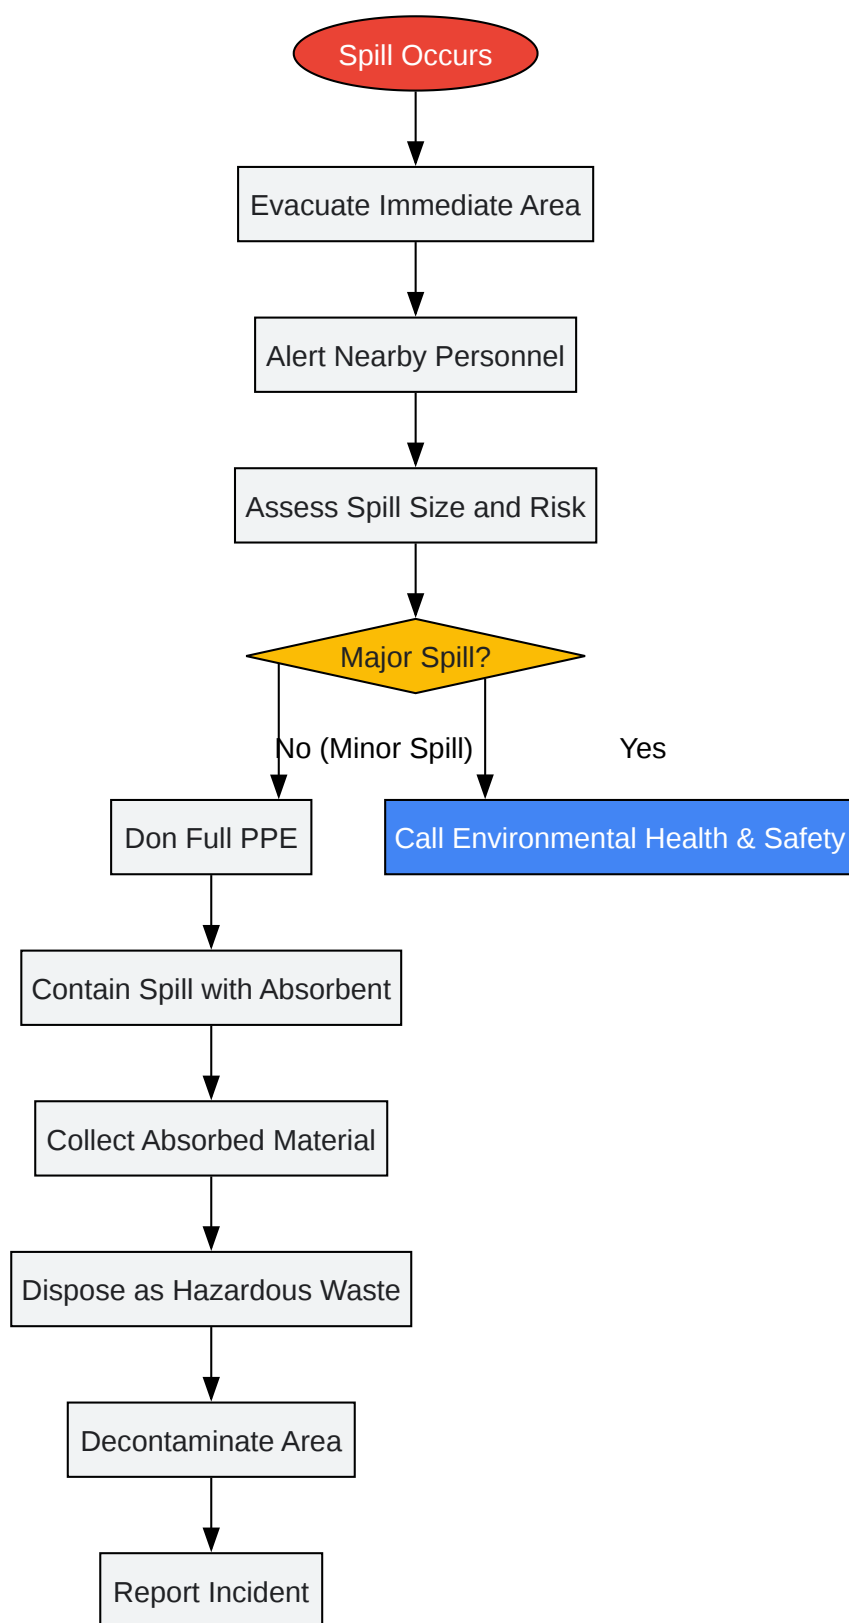 Spill Occurs
Evacuate Immediate Area
Alert Nearby Personnel
Assess Spill Size and Risk
Major Spill?
No (Minor Spill)
Yes
Don Full PPE
Call Environmental Health & Safety
Contain Spill with Absorbent
Collect Absorbed Material
Dispose as Hazardous Waste
Decontaminate Area
Report Incident